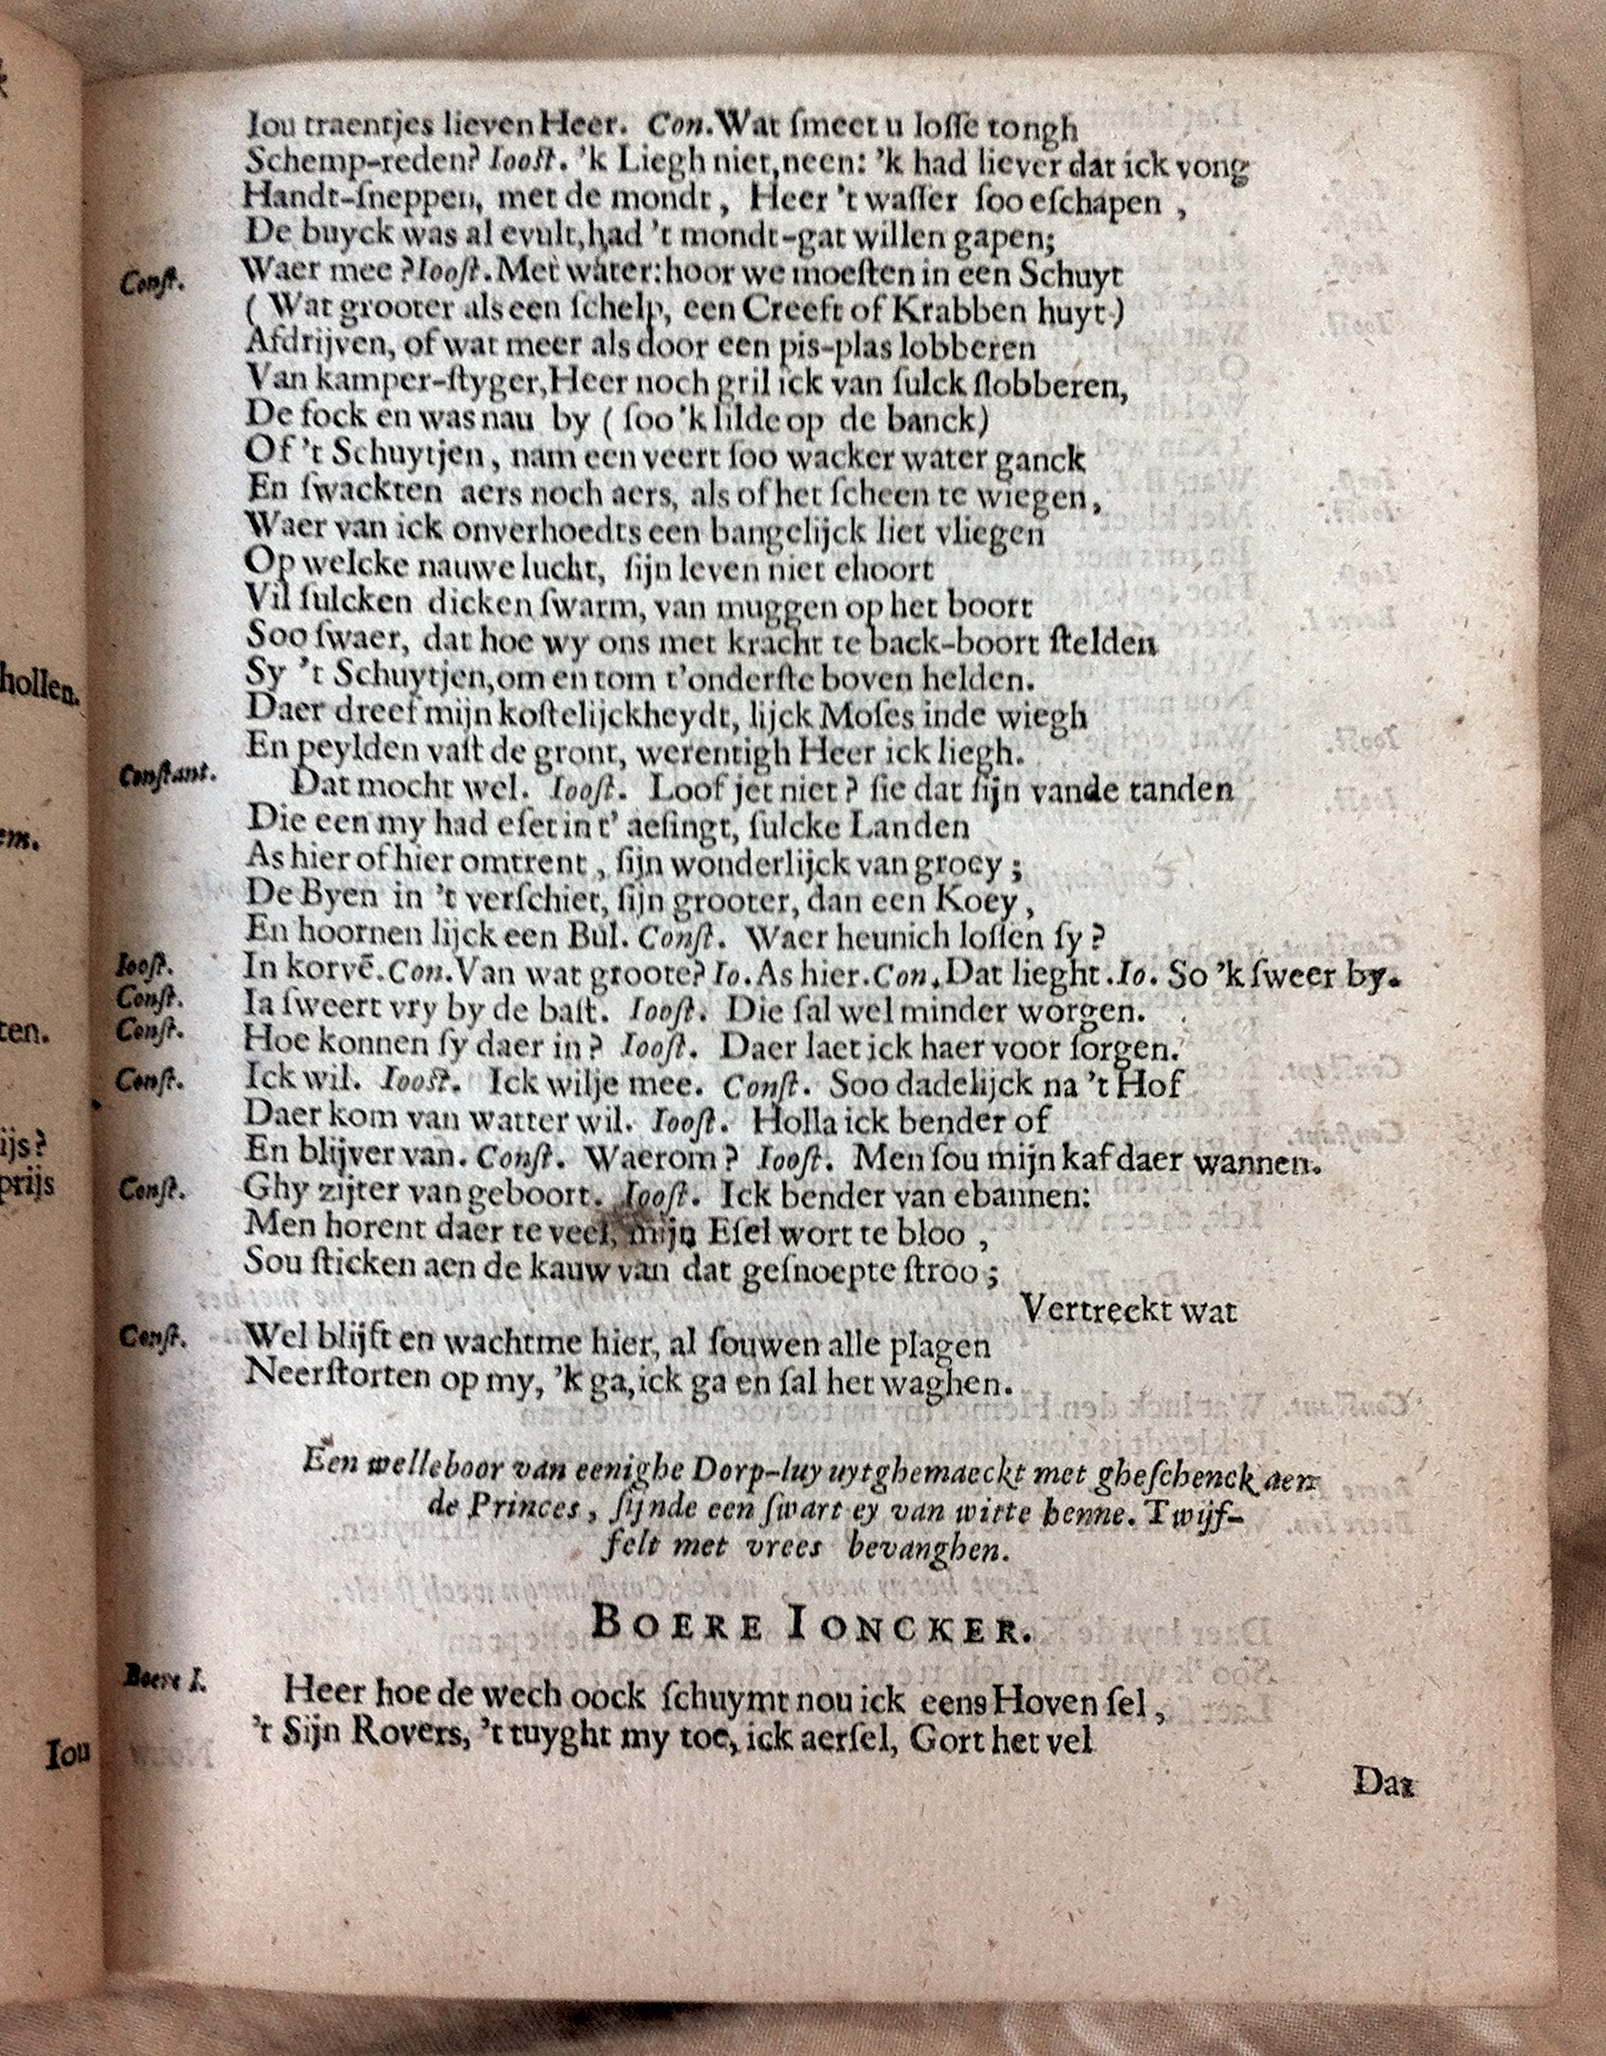 Iou traentjes lieven Heer. Con. Wat ſmeet u loſſe tongh
Schemp-reden? Iooſt. 'k Liegh niet, neen: 'k had liever dat ick vong
Handt-ſneppen, met de mondt, Heer 't waſſer ſoo eſchapen,
De buyck was al evult, had 't mondt-gat willen gapen;
Conſt. Waer mee? Iooſt. Met water: hoor we moeſten in een Schuyt
( Wat grooter als een ſchelp, een Creeft of Krabben huyt )
Afdrijven, of wat meer als door een pis-plas lobberen
Van kamper-ſtyger, Heer noch gril ick van ſulck ſlobberen,
De fock en was nau by ( ſoo 'k ſilde op de banck)
Of 't Schuytjen, nam een veert ſoo wacker water ganck
En ſwackten aers noch aers, als of het ſcheen te wiegen,
Waer van ick onverhoedts een bangelijck liet vliegen
Op welcke nauwe lucht, ſijn leven niet ehoort
Vil ſulcken dicken ſwarm, van muggen op het boort
Soo ſwaer, dat hoe wy ons met kracht te back-boort ſtelden
Sy 't Schuytjen, om en tom t'onderſte boven helden.
Daer dreef mijn koſtelijckheydt, lijck Moſes inde wiegh
En peylden vaſt de gront, werentigh Heer ick liegh.
Conſtant. Dat mocht wel. Iooſt. Loof jet niet? ſie dat ſijn vande tanden
Die een my had eſet in t' aeſingt, ſulcke Landen
As hier of hier omtrent, ſijn wonderlijck van groey;
De Byen in 't verſchiet, ſijn grooter, dan een Koey,
En hoornen lijck een Bul. Conſt. Waer heunich loſſen ſy?
Iooſt. In korvē. Con. Van wat groote? Io. As hier. Con. Dat lieght. Io. So 'k ſweer by.
Conſt. Ia ſweert vry by de baſt. Iooſt. Die ſal wel minder worgen.
Conſt. Hoe konnen ſy daer in? Iooſt. Daer laet ick haer voor ſorgen.
Conſt. Ick wil. Iooſt. Ick wilje mee. Conſt. Soo dadelijck na 't Hof
Daer kom van watter wil. Iooſt. Holla ick bender of
En blijver van. Conſt. Waerom? Iooſt. Men ſou mijn kaf daer wannen.
Conſt. Ghy zijter van geboort. Iooſt. Ick bender van ebannen:
Men horent daer te veel, mijn Eſel wort te bloo,
Sou ſticken aen de kauw van dat geſnoepte ſtroo;
Vertreckt wat
Conſt. Wel blijft en wachtme hier, al ſouwen alle plagen
Neerſtorten op my, 'k ga, ick ga en ſal het waghen.
Een welleboor van eenighe Dorp-luy uytghemaeckt met gheſchenck aen
de Princes, ſijnde een ſwart ey van witte henne. Twijf-
felt met vrees bevanghen.
BOERE IONCKER.
Boere I. Heer hoe de wech oock ſchuymt nou ick eens Hoven ſel,
't Sijn Rovers, 't tuyght my toe, ick aerſel, Gort het vel
Dat
hollen.
em.
ten.
ijs?
prijs
Iou